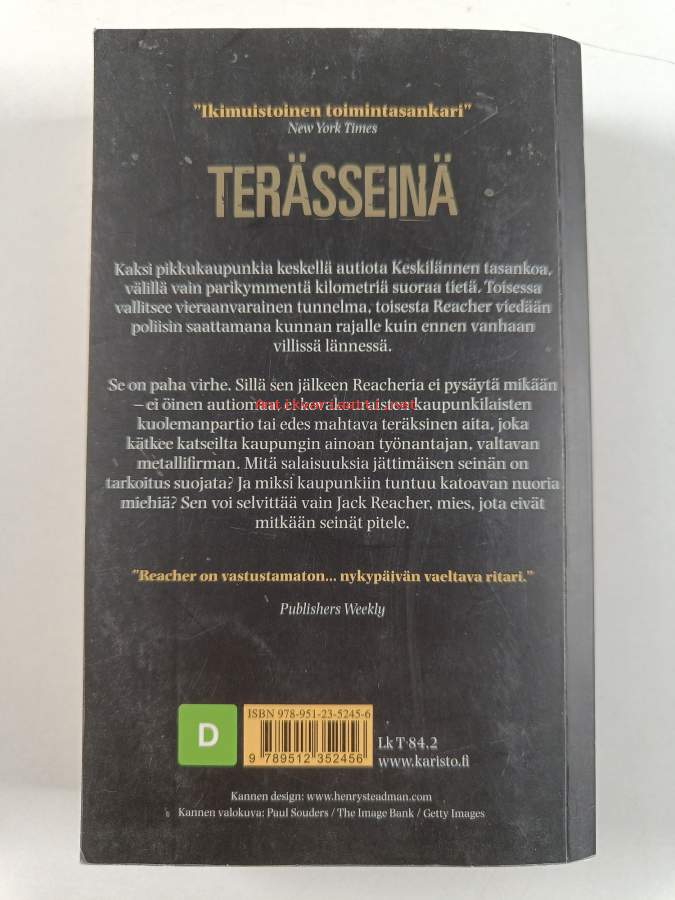 "Ikimuistoinen toimintasankari"
New York Times
TERÄSSEINÄ
Kaksi pikkukaupunkia keskellä autiota Keskilännen tasankoa,
välillä vain parikymmentä kilometriä suoraa tietä. Toisessa
vallitsee vieraanvarainen tunnelma, toisesta Reacher viedään
poliisin saattamana kunnan rajalle kuin ennen vanhaan
villissä lännessä.
Se on paha virhe. Sillä sen jälkeen Reacheria ei pysäytä mikään
– ei öinen autiomaa, ei kovakouraisten kaupunkilaisten
kuolemanpartio tai edes mahtava teräksinen aita, joka
kätkee katseilta kaupungin ainoan työnantajan, valtavan
metallifirman. Mitä salaisuuksia jättimäisen seinän on
tarkoitus suojata? Ja miksi kaupunkiin tuntuu katoavan nuoria
miehiä? Sen voi selvittää vain Jack Reacher, mies, jota eivät
mitkään seinät pitele.
"Reacher on vastustamaton... nykypäivän vaeltava ritari."
Publishers Weekly
D
ISBN 978-951-23-5245-6
9 789512 352456
Lk T 84.2
www.karisto.fi
Kannen design: www.henrysteadman.com
Kannen valokuva: Paul Souders / The Image Bank / Getty Images